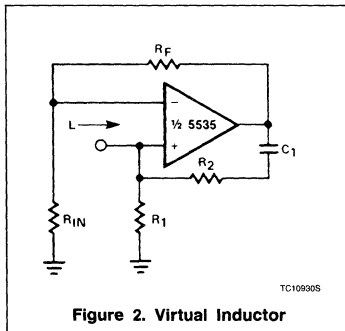 RF
L
−
½ 5535
+
R2
C1
RIN
R1
TC10930S
Figure 2. Virtual Inductor